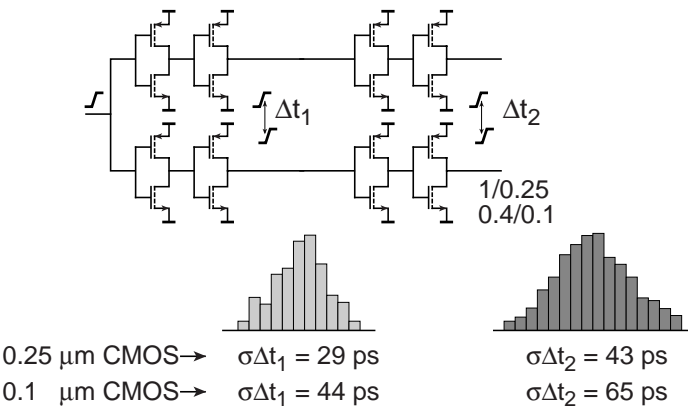 Δt1
Δt2
1/0.25
0.4/0.1
0.25 μm CMOS→ σΔt1 = 29 ps σΔt2 = 43 ps
0.1 μm CMOS→ σΔt1 = 44 ps σΔt2 = 65 ps